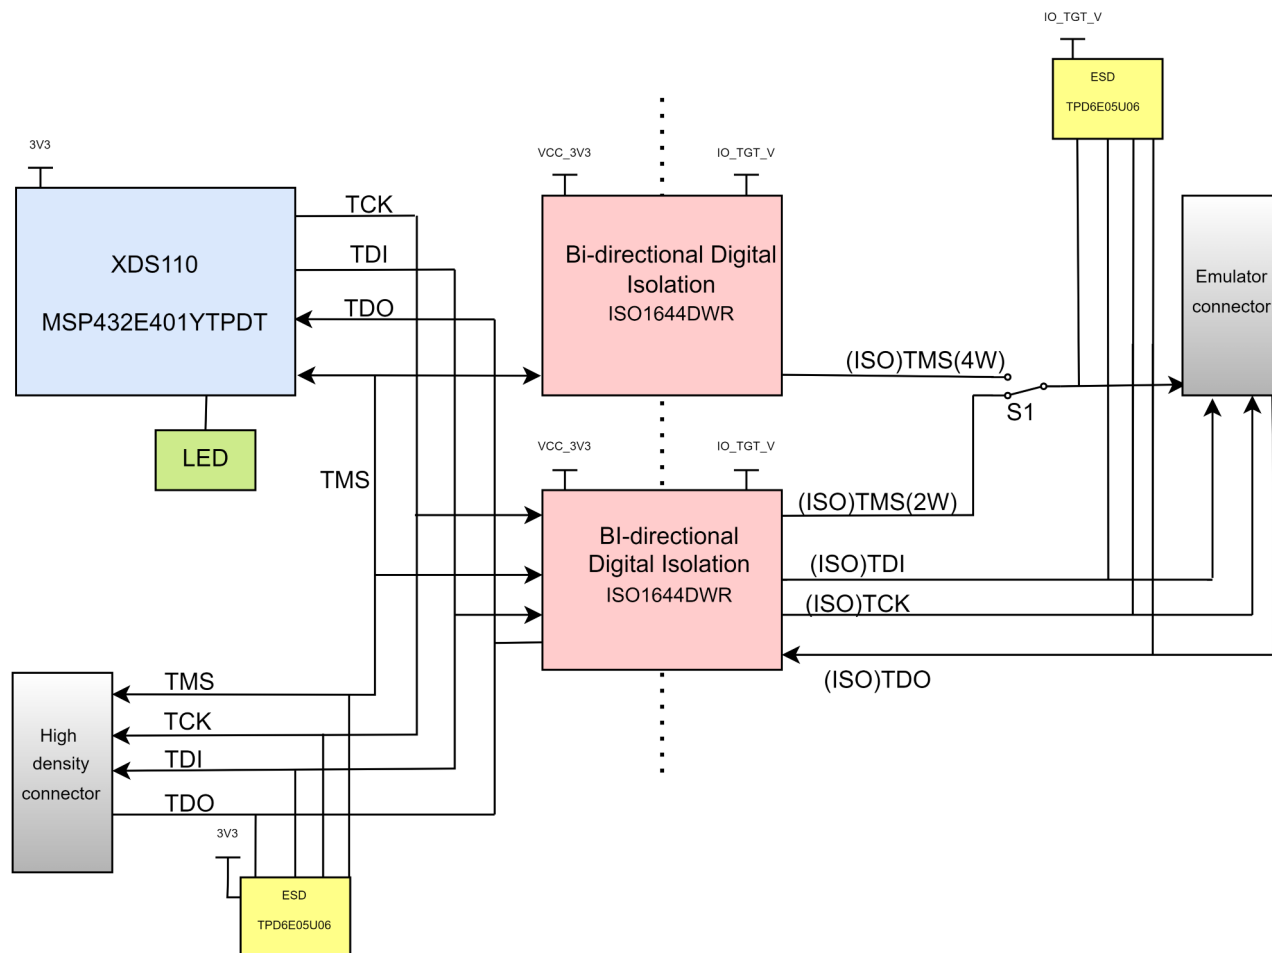 IO_TGT_V
ESD
TPD6E05U06
3V3
VCC_3V3
IO_TGT_V
TCK
TDI
TDO
XDS110
MSP432E401YTPDT
Bi-directional Digital
Isolation
ISO1644DWR
Emulator
connector
(ISO)TMS(4W)
S1
LED
TMS
VCC_3V3
IO_TGT_V
(ISO)TMS(2W)
BI-directional
Digital Isolation
ISO1644DWR
(ISO)TDI
(ISO)TCK
(ISO)TDO
TMS
TCK
TDI
TDO
High
density
connector
3V3
ESD
TPD6E05U06